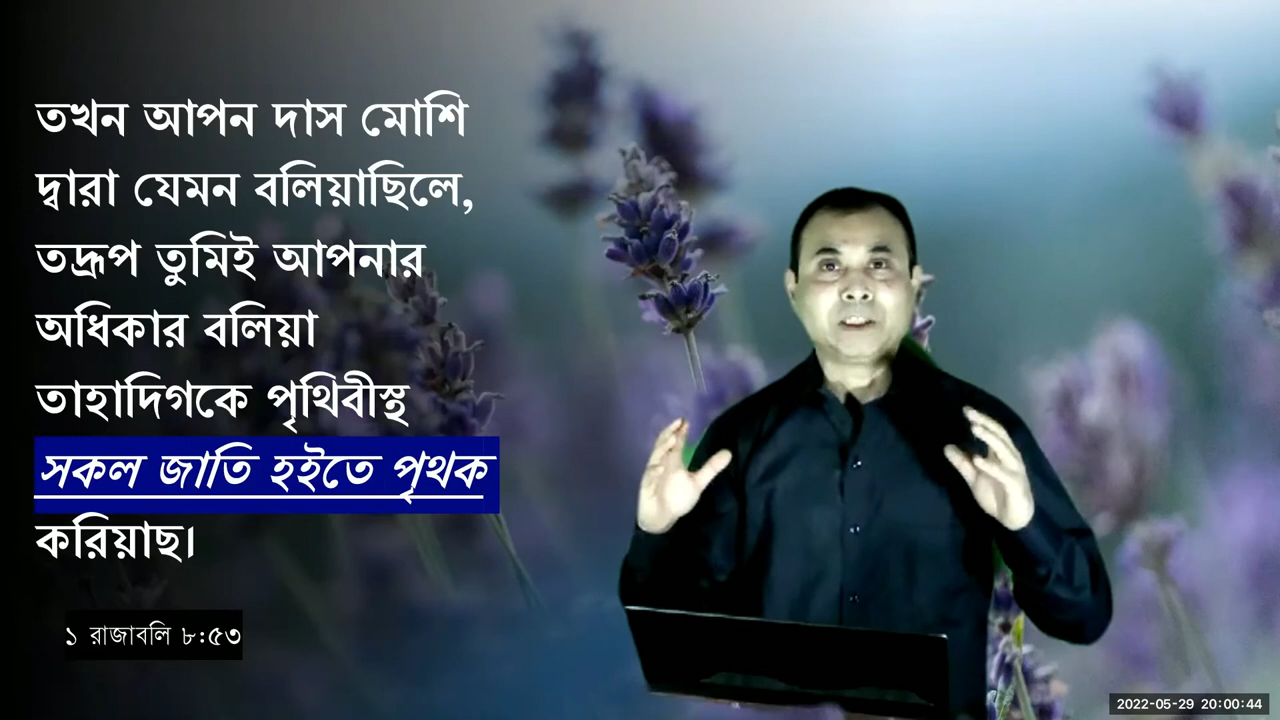 তখন আপন দাস মোশি
দ্বারা যেমন বলিয়াছিলে,
তদ্রূপ তুমিই আপনার
অধিকার বলিয়া
তাহাদিগকে পৃথিবীস্থ
সকল জাতি হইতে পৃথক
করিয়াছ।
১ রাজাবলি ৮:৫৩
2022-05-29 20:00:44